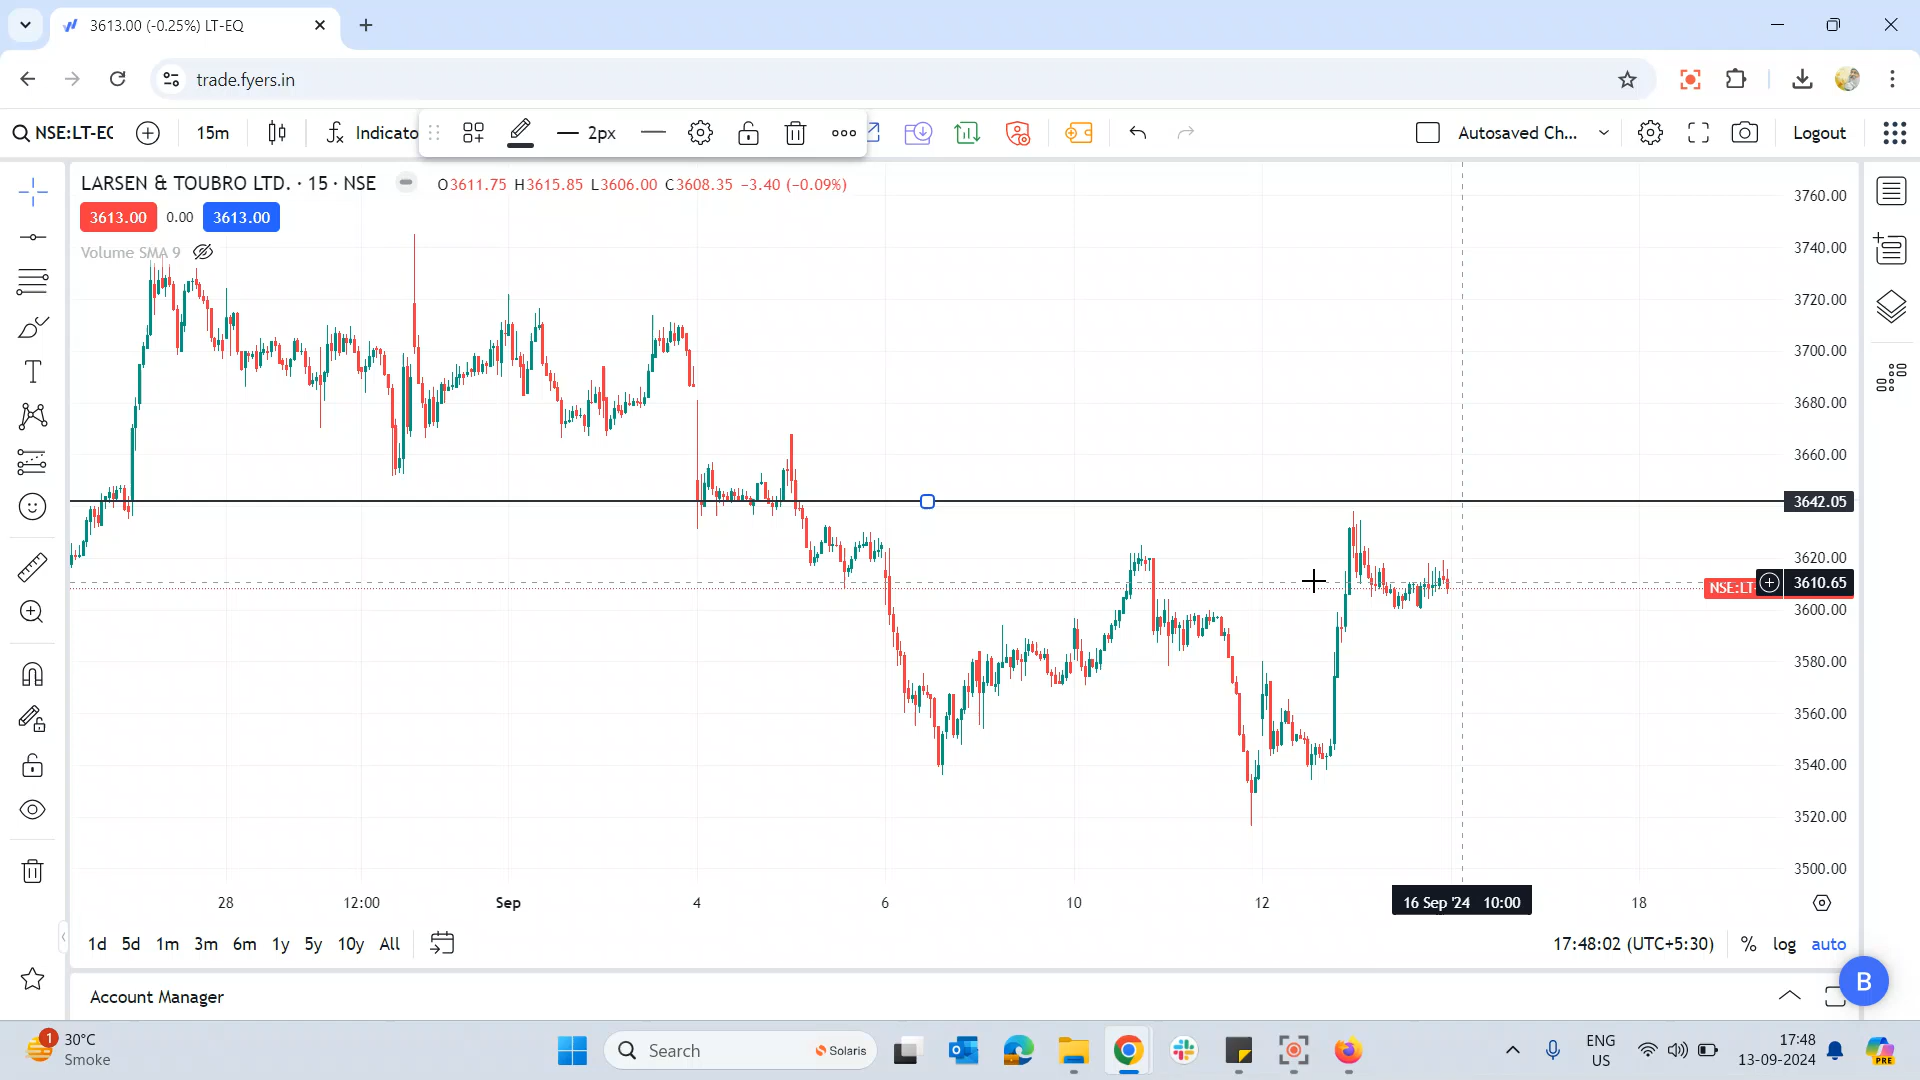 3613.00 (-0.25%) LT-EQ
trade.fyers.in
NSE:LT-EC
15m
Indicato
2px
Autosaved Ch...
Logout
LARSEN & TOUBRO LTD. · 15 · NSE
O3611.75 H3615.85 L3606.00 C3608.35 −3.40 (−0.09%)
3613.00 0.00 3613.00
Volume SMA 9
3760.00
3740.00
3720.00
3700.00
3680.00
3660.00
3642.05
3620.00
NSE:LT
3610.65
3600.00
3580.00
3560.00
3540.00
3520.00
3500.00
28 12:00 Sep 4 6 10 12 16 Sep '24 10:00 18
1d 5d 1m 3m 6m 1y 5y 10y All
17:48:02 (UTC+5:30) % log auto
B
Account Manager
1
30°C
Smoke
Search
Solaris
ENG
US
17:48
13-09-2024
PRE